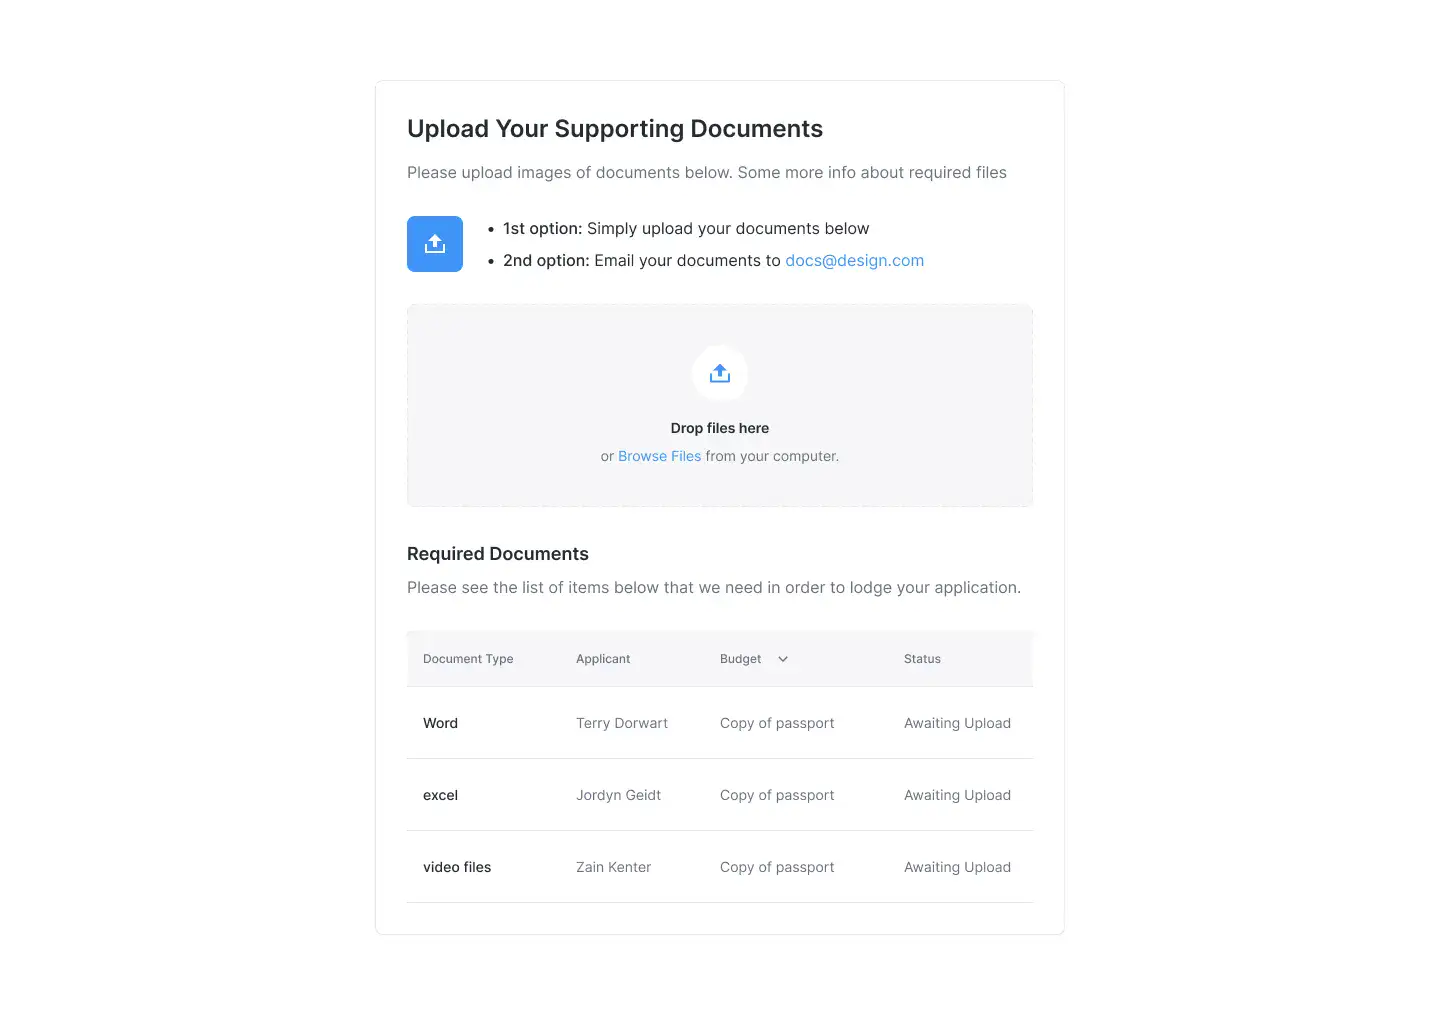 Upload Your Supporting Documents
Please upload images of documents below. Some more info about required files
• 1st option: Simply upload your documents below
• 2nd option: Email your documents to docs@design.com
Drop files here
or Browse Files from your computer.
Required Documents
Please see the list of items below that we need in order to lodge your application.
Document Type Applicant Budget Status
Word Terry Dorwart Copy of passport Awaiting Upload
excel Jordyn Geidt Copy of passport Awaiting Upload
video files Zain Kenter Copy of passport Awaiting Upload